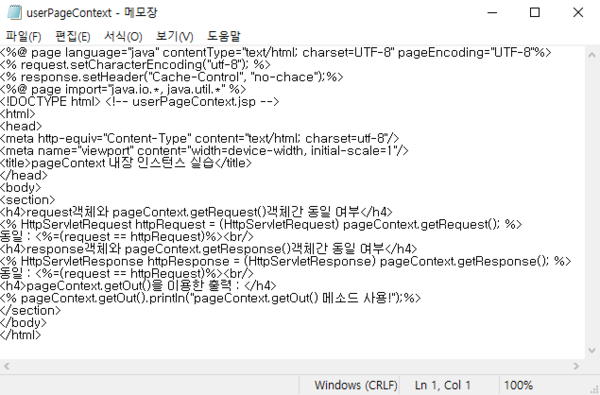 userPageContext - 메모장
파일(F) 편집(E) 서식(O) 보기(V) 도움말
<%@ page language="java" contentType="text/html; charset=UTF-8" pageEncoding="UTF-8"%>
<% request.setCharacterEncoding("utf-8"); %>
<% response.setHeader("Cache-Control", "no-chace");%>
<%@ page import="java.io.*, java.util.*" %>
<!DOCTYPE html> <!-- userPageContext.jsp -->
<html>
<head>
<meta http-equiv="Content-Type" content="text/html; charset=utf-8"/>
<meta name="viewport" content="width=device-width, initial-scale=1"/>
<title>pageContext 내장 인스턴스 실습</title>
</head>
<body>
<section>
<h4>request객체와 pageContext.getRequest()객체간 동일 여부</h4>
<% HttpServletRequest httpRequest = (HttpServletRequest) pageContext.getRequest(); %>
동일 : <%=(request == httpRequest)%><br/>
<h4>response객체와 pageContext.getResponse()객체간 동일 여부</h4>
<% HttpServletResponse httpResponse = (HttpServletResponse) pageContext.getResponse(); %>
동일 : <%=(request == httpRequest)%><br/>
<h4>pageContext.getOut()을 이용한 출력 : </h4>
<% pageContext.getOut().println("pageContext.getOut() 메소드 사용!");%>
</section>
</body>
</html>
Windows (CRLF) Ln 1, Col 1 100%